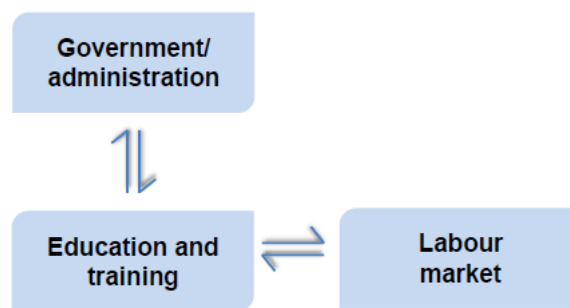 Government/
administration
Education and
training
Labour
market